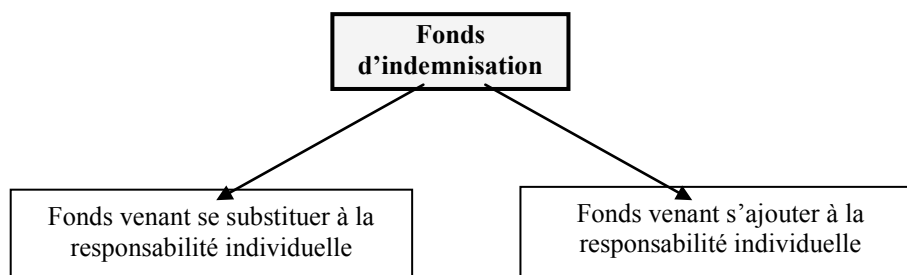 Fonds
d’indemnisation
Fonds venant se substituer à la
responsabilité individuelle
Fonds venant s’ajouter à la
responsabilité individuelle